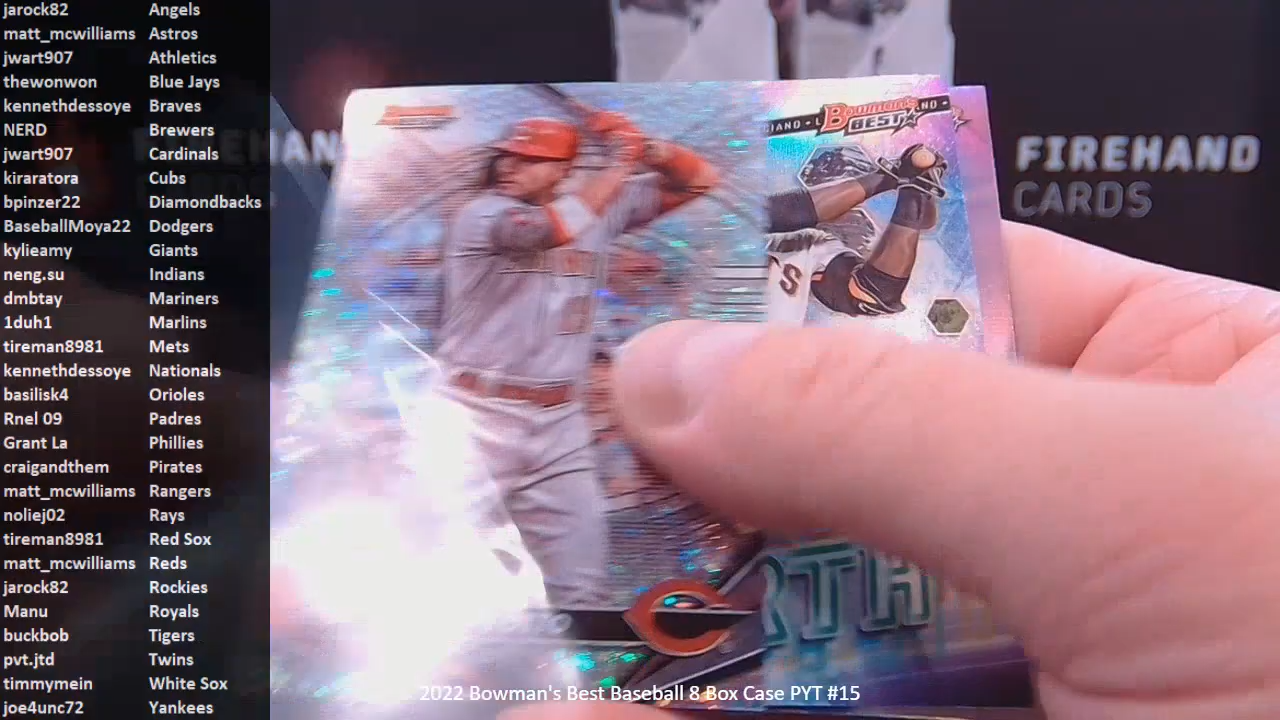 jarock82 Angels
matt_mcwilliams Astros
jwart907 Athletics
thewonwon Blue Jays
kennethdessoye Braves
NERD Brewers
jwart907 Cardinals
kiraratora Cubs
bpinzer22 Diamondbacks
BaseballMoya22 Dodgers
kylieamy Giants
neng.su Indians
dmbtay Mariners
1duh1 Marlins
tireman8981 Mets
kennethdessoye Nationals
basilisk4 Orioles
Rnel 09 Padres
Grant La Phillies
craigandthem Pirates
matt_mcwilliams Rangers
noliej02 Rays
tireman8981 Red Sox
matt_mcwilliams Reds
jarock82 Rockies
Manu Royals
buckbob Tigers
pvt.jtd Twins
timmymein White Sox
joe4unc72 Yankees
CIANO • L
Bowman's
BEST
ND •
S
FIREHAND
CARDS
C
RTH
2022 Bowman's Best Baseball 8 Box Case PYT #15